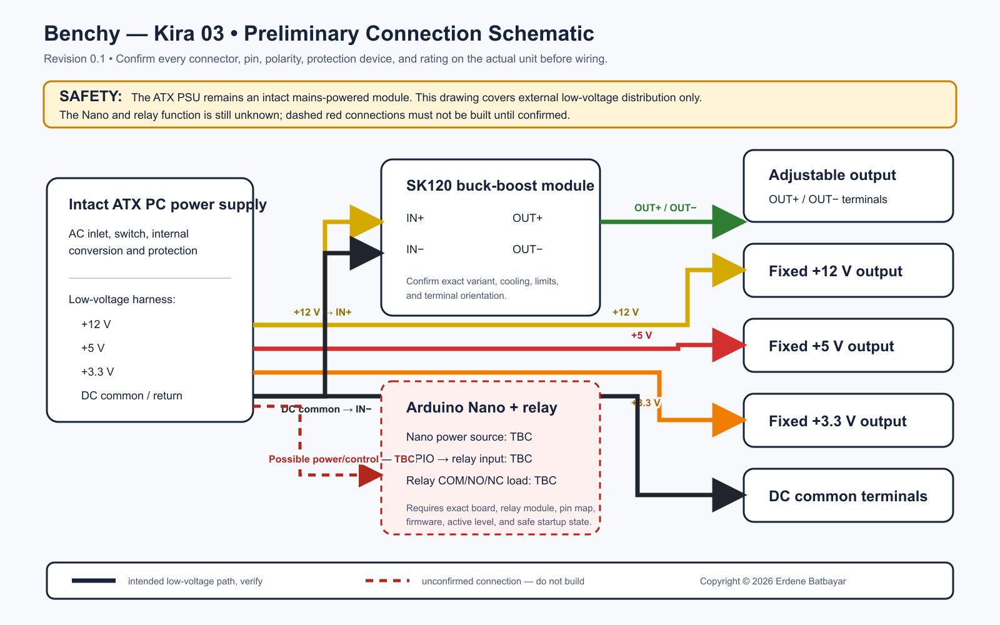 Benchy — Kira 03 • Preliminary Connection Schematic
Revision 0.1 • Confirm every connector, pin, polarity, protection device, and rating on the actual unit before wiring.
SAFETY: The ATX PSU remains an intact mains-powered module. This drawing covers external low-voltage distribution only.
The Nano and relay function is still unknown; dashed red connections must not be built until confirmed.
Intact ATX PC power supply
AC inlet, switch, internal
conversion and protection
Low-voltage harness:
+12 V
+5 V
+3.3 V
DC common / return
+12 V → IN+
DC common → IN−
Possible power/control — TBC
SK120 buck-boost module
IN+ OUT+
IN− OUT−
Confirm exact variant, cooling, limits,
and terminal orientation.
Arduino Nano + relay
Nano power source: TBC
PIO → relay input: TBC
Relay COM/NO/NC load: TBC
Requires exact board, relay module, pin map,
firmware, active level, and safe startup state.
OUT+ / OUT−
+12 V
+5 V
+3.3 V
Adjustable output
OUT+ / OUT− terminals
Fixed +12 V output
Fixed +5 V output
Fixed +3.3 V output
DC common terminals
intended low-voltage path, verify
unconfirmed connection — do not build
Copyright © 2026 Erdene Batbayar